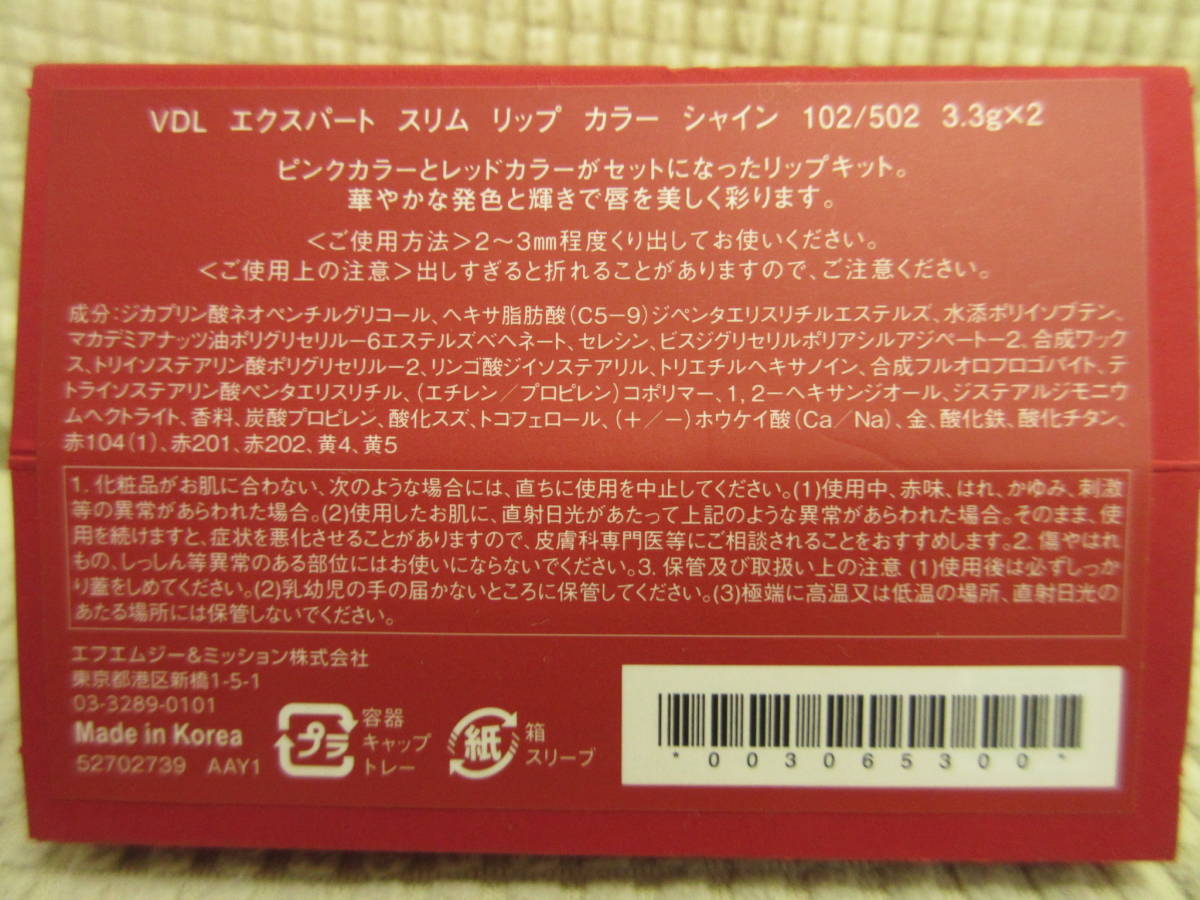 VDL エクスパート スリム リップ カラー シャイン 102/502 3.3g×2
ピンクカラーとレッドカラーがセットになったリップキット。
華やかな発色と輝きで唇を美しく彩ります。
＜ご使用方法＞2～3㎜程度くり出してお使いください。
＜ご使用上の注意＞出しすぎると折れることがありますので、ご注意ください。
成分:ジカプリン酸ネオペンチルグリコール、ヘキサ脂肪酸(C5-9)ジペンタエリスリチルエステルズ、水添ポリイソブテン、
マカデミアナッツ油ポリグリセリル-6エステルズベヘネート、セレシン、ビスジグリセリルポリアシルアジペート-2、合成ワック
ス、トリイソステアリン酸ポリグリセリル-2、リンゴ酸ジイソステアリル、トリエチルヘキサノイン、合成フルオロフロゴパイト、テ
トライソステアリン酸ペンタエリスリチル、(エチレン／プロピレン)コポリマー、1,2-ヘキサンジオール、ジステアルジモニウ
ムヘクトライト、香料、炭酸プロピレン、酸化スズ、トコフェロール、(＋／－)ホウケイ酸(Ca／Na)、金、酸化鉄、酸化チタン、
赤104(1)、赤201、赤202、黄4、黄5
1. 化粧品がお肌に合わない、次のような場合には、直ちに使用を中止してください。(1)使用中、赤味、はれ、かゆみ、刺激
等の異常があらわれた場合。(2)使用したお肌に、直射日光があたって上記のような異常があらわれた場合。そのまま、使
用を続けますと、症状を悪化させることがありますので、皮膚科専門医等にご相談されることをおすすめします。2. 傷やはれ
もの、しっしん等異常のある部位にはお使いにならないでください。3. 保管及び取扱い上の注意 (1)使用後は必ずしっか
り蓋をしめてください。(2)乳幼児の手の届かないところに保管してください。(3)極端に高温又は低温の場所、直射日光の
あたる場所には保管しないでください。
エフエムジー&ミッション株式会社
東京都港区新橋1-5-1
03-3289-0101
Made in Korea
52702739 AAY1
プラ
容器
キャップ
トレー
紙
箱
スリーブ
*003065300*